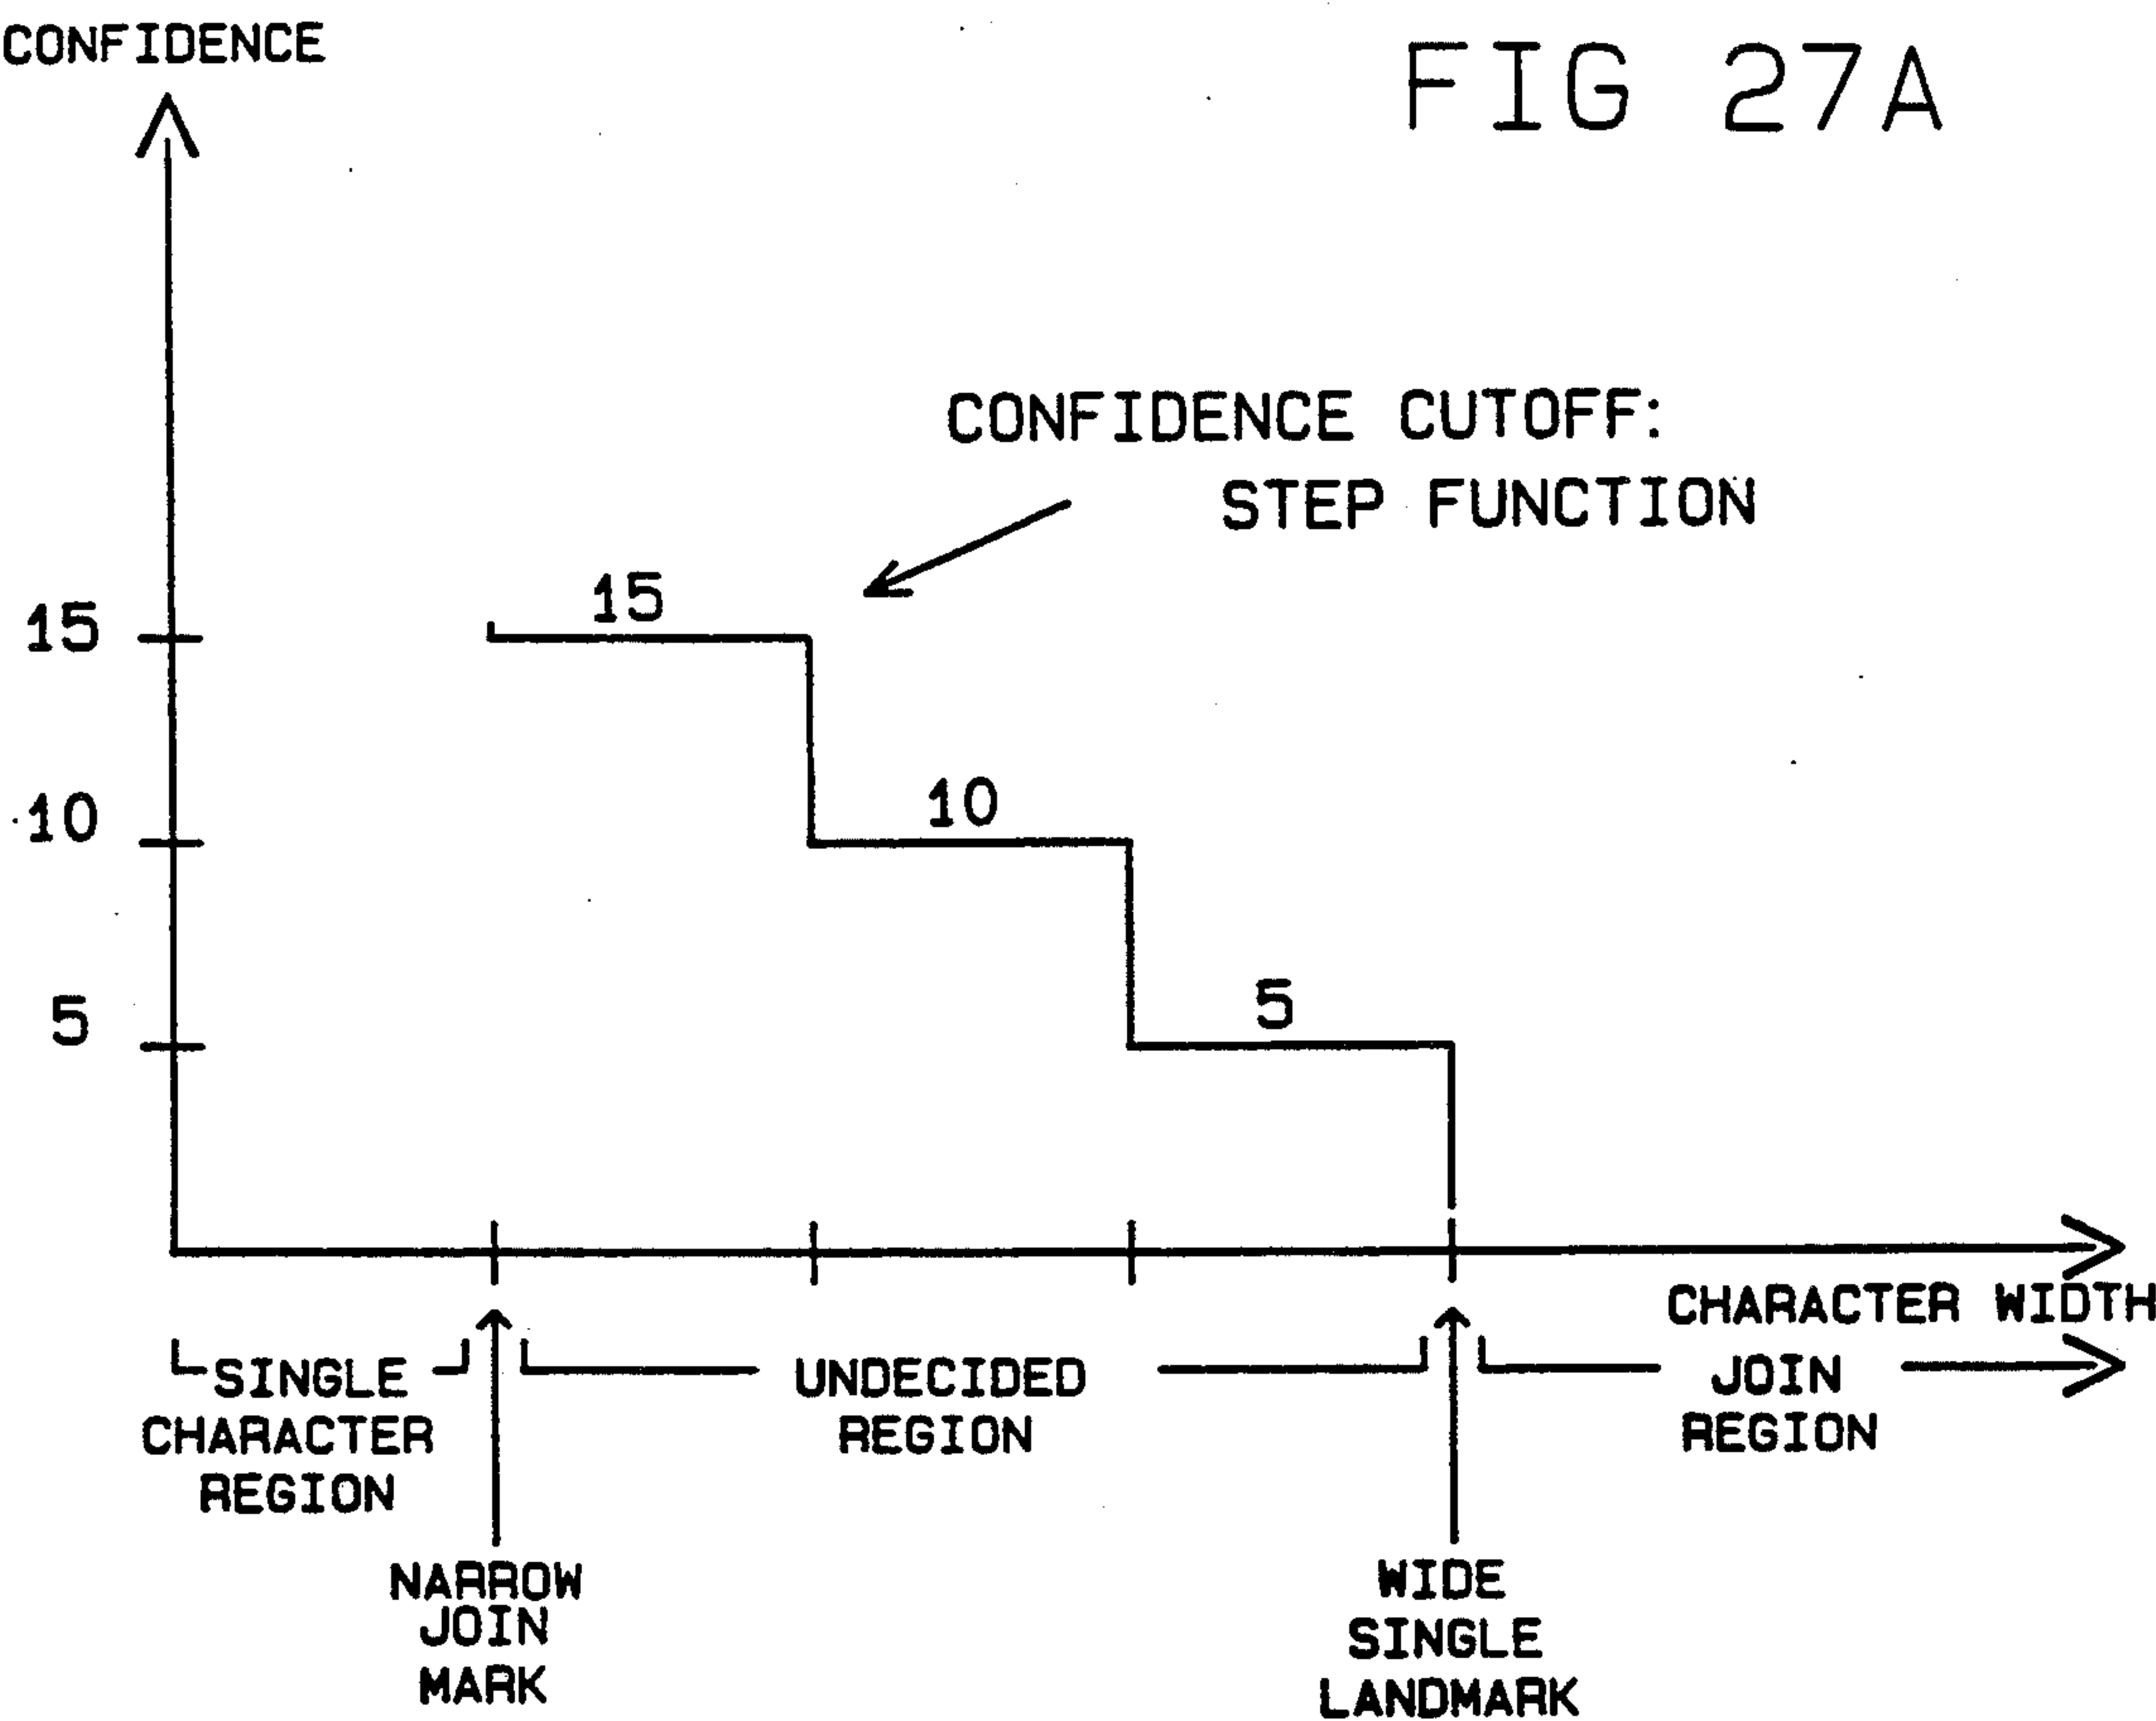 CONFIDENCE
FIG 27A
CONFIDENCE CUTOFF:
STEP FUNCTION
15
15
10
10
5
5
CHARACTER WIDTH
SINGLE
CHARACTER
REGION
UNDECIDED
REGION
JOIN
REGION
NARROW
JOIN
MARK
WIDE
SINGLE
LANDMARK